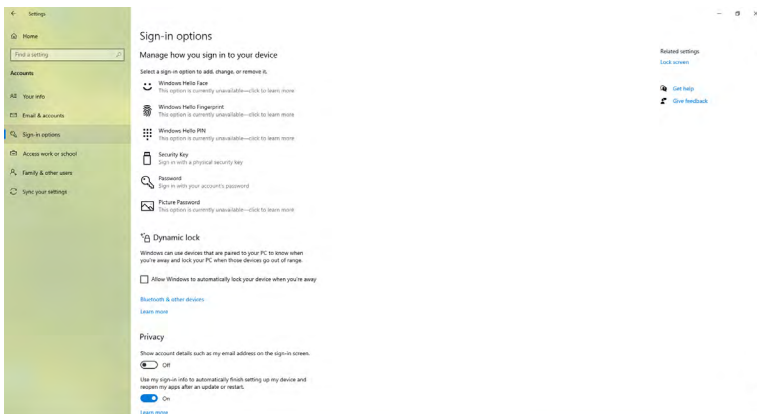 Settings
Home
Find a setting
Accounts
Your info
Email & accounts
Sign-in options
Access work or school
Family & other users
Sync your settings
Sign-in options
Manage how you sign in to your device
Select a sign-in option to add, change, or remove it.
Windows Hello Face
This option is currently unavailable—click to learn more
Windows Hello Fingerprint
This option is currently unavailable—click to learn more
Windows Hello PIN
This option is currently unavailable—click to learn more
Security Key
Sign in with a physical security key
Password
Sign in with your account's password
Picture Password
This option is currently unavailable—click to learn more
Dynamic lock
Windows can use devices that are paired to your PC to know when
you're away and lock your PC when those devices go out of range.
Allow Windows to automatically lock your device when you're away
Bluetooth & other devices
Learn more
Privacy
Show account details such as my email address on the sign-in screen.
Off
Use my sign-in info to automatically finish setting up my device and
reopen my apps after an update or restart.
On
Learn more
Related settings
Lock screen
Get help
Give feedback